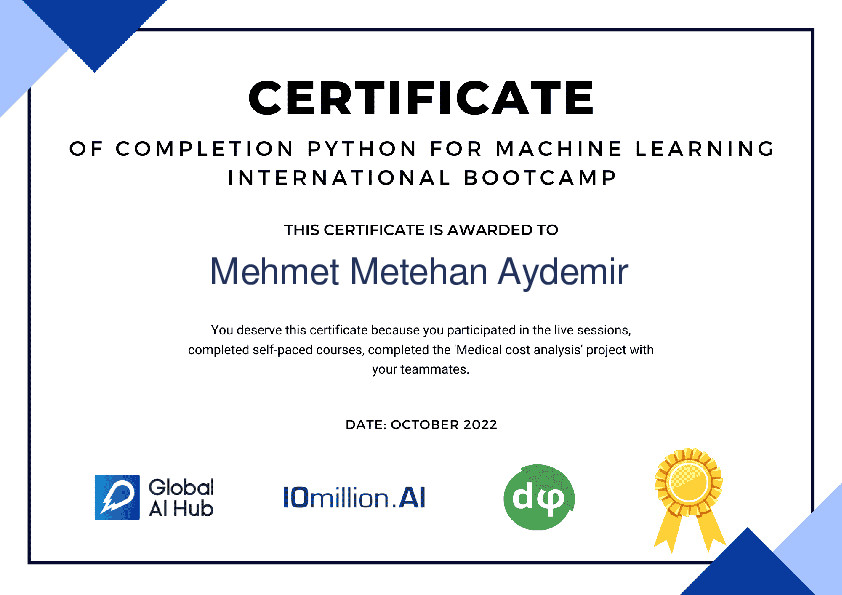 CERTIFICATE
OF COMPLETION PYTHON FOR MACHINE LEARNING
INTERNATIONAL BOOTCAMP
THIS CERTIFICATE IS AWARDED TO
Mehmet Metehan Aydemir
You deserve this certificate because you participated in the live sessions,
completed self-paced courses, completed the 'Medical cost analysis' project with
your teammates.
DATE: OCTOBER 2022
Global
AI Hub
10million.AI
dφ